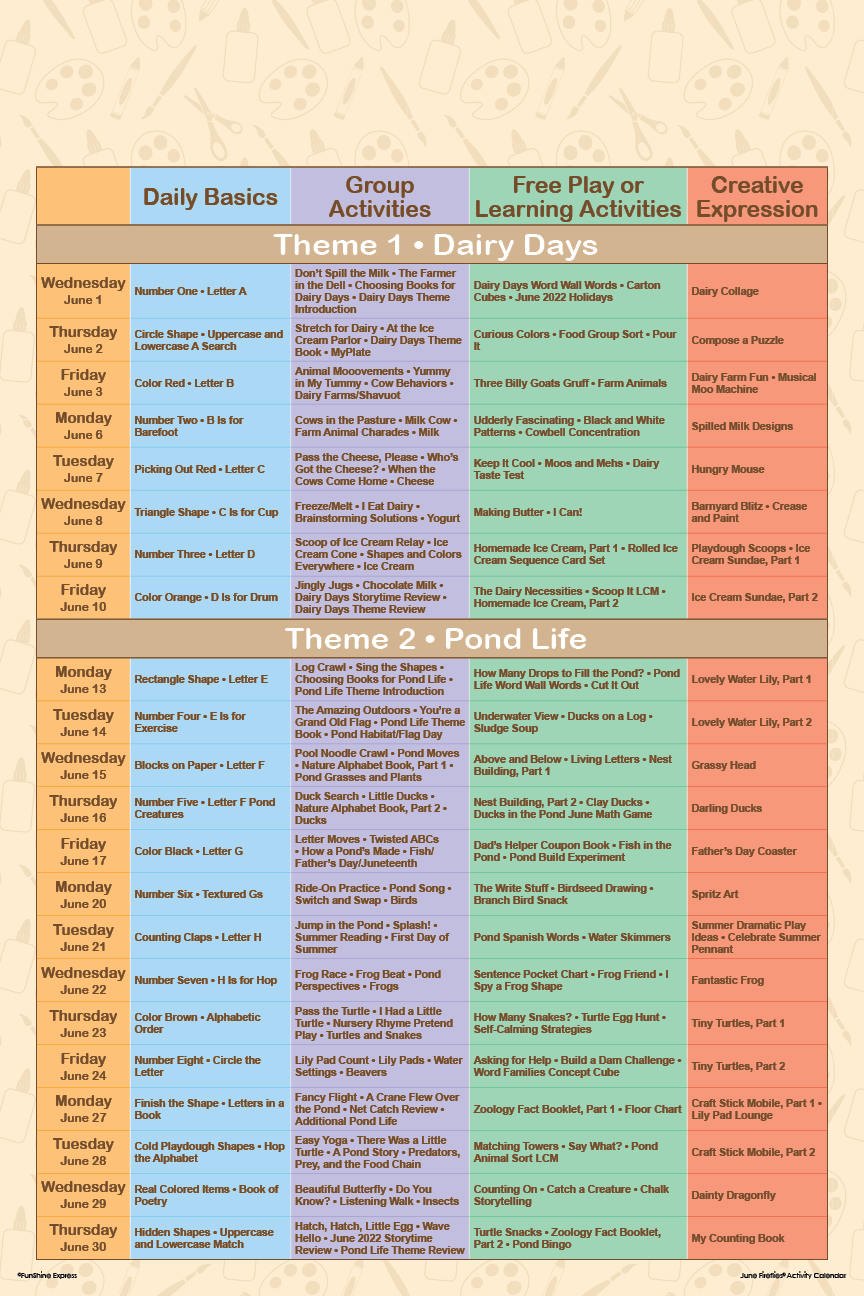 Daily Basics
Group
Activities
Free Play or
Learning Activities
Creative
Expression
Theme 1 • Dairy Days
Wednesday
June 1
Number One • Letter A
Don't Spill the Milk • The Farmer
in the Dell • Choosing Books for
Dairy Days • Dairy Days Theme
Introduction
Dairy Days Word Wall Words • Carton
Cubes • June 2022 Holidays
Dairy Collage
Thursday
June 2
Circle Shape • Uppercase and
Lowercase A Search
Stretch for Dairy • At the Ice
Cream Parlor • Dairy Days Theme
Book • MyPlate
Curious Colors • Food Group Sort • Pour
It
Compose a Puzzle
Friday
June 3
Color Red • Letter B
Animal Mooovements • Yummy
in My Tummy • Cow Behaviors •
Dairy Farms/Shavuot
Three Billy Goats Gruff • Farm Animals
Dairy Farm Fun • Musical
Moo Machine
Monday
June 6
Number Two • B Is for
Barefoot
Cows in the Pasture • Milk Cow •
Farm Animal Charades • Milk
Udderly Fascinating • Black and White
Patterns • Cowbell Concentration
Spilled Milk Designs
Tuesday
June 7
Picking Out Red • Letter C
Pass the Cheese, Please • Who's
Got the Cheese? • When the
Cows Come Home • Cheese
Keep It Cool • Moos and Mehs • Dairy
Taste Test
Hungry Mouse
Wednesday
June 8
Triangle Shape • C Is for Cup
Freeze/Melt • I Eat Dairy •
Brainstorming Solutions • Yogurt
Making Butter • I Can!
Barnyard Blitz • Crease
and Paint
Thursday
June 9
Number Three • Letter D
Scoop of Ice Cream Relay • Ice
Cream Cone • Shapes and Colors
Everywhere • Ice Cream
Homemade Ice Cream, Part 1 • Rolled Ice
Cream Sequence Card Set
Playdough Scoops • Ice
Cream Sundae, Part 1
Friday
June 10
Color Orange • D Is for Drum
Jingly Jugs • Chocolate Milk •
Dairy Days Storytime Review •
Dairy Days Theme Review
The Dairy Necessities • Scoop It LCM •
Homemade Ice Cream, Part 2
Ice Cream Sundae, Part 2
Theme 2 • Pond Life
Monday
June 13
Rectangle Shape • Letter E
Log Crawl • Sing the Shapes •
Choosing Books for Pond Life •
Pond Life Theme Introduction
How Many Drops to Fill the Pond? • Pond
Life Word Wall Words • Cut It Out
Lovely Water Lily, Part 1
Tuesday
June 14
Number Four • E Is for
Exercise
The Amazing Outdoors • You're a
Grand Old Flag • Pond Life Theme
Book • Pond Habitat/Flag Day
Underwater View • Ducks on a Log •
Sludge Soup
Lovely Water Lily, Part 2
Wednesday
June 15
Blocks on Paper • Letter F
Pool Noodle Crawl • Pond Moves
• Nature Alphabet Book, Part 1 •
Pond Grasses and Plants
Above and Below • Living Letters • Nest
Building, Part 1
Grassy Head
Thursday
June 16
Number Five • Letter F Pond
Creatures
Duck Search • Little Ducks •
Nature Alphabet Book, Part 2 •
Ducks
Nest Building, Part 2 • Clay Ducks •
Ducks in the Pond June Math Game
Darling Ducks
Friday
June 17
Color Black • Letter G
Letter Moves • Twisted ABCs
• How a Pond's Made • Fish/
Father's Day/Juneteenth
Dad's Helper Coupon Book • Fish in the
Pond • Pond Build Experiment
Father's Day Coaster
Monday
June 20
Number Six • Textured Gs
Ride-On Practice • Pond Song •
Switch and Swap • Birds
The Write Stuff • Birdseed Drawing •
Branch Bird Snack
Spritz Art
Tuesday
June 21
Counting Claps • Letter H
Jump in the Pond • Splash! •
Summer Reading • First Day of
Summer
Pond Spanish Words • Water Skimmers
Summer Dramatic Play
Ideas • Celebrate Summer
Pennant
Wednesday
June 22
Number Seven • H Is for Hop
Frog Race • Frog Beat • Pond
Perspectives • Frogs
Sentence Pocket Chart • Frog Friend • I
Spy a Frog Shape
Fantastic Frog
Thursday
June 23
Color Brown • Alphabetic
Order
Pass the Turtle • I Had a Little
Turtle • Nursery Rhyme Pretend
Play • Turtles and Snakes
How Many Snakes? • Turtle Egg Hunt •
Self-Calming Strategies
Tiny Turtles, Part 1
Friday
June 24
Number Eight • Circle the
Letter
Lily Pad Count • Lily Pads • Water
Settings • Beavers
Asking for Help • Build a Dam Challenge •
Word Families Concept Cube
Tiny Turtles, Part 2
Monday
June 27
Finish the Shape • Letters in a
Book
Fancy Flight • A Crane Flew Over
the Pond • Net Catch Review •
Additional Pond Life
Zoology Fact Booklet, Part 1 • Floor Chart
Craft Stick Mobile, Part 1 •
Lily Pad Lounge
Tuesday
June 28
Cold Playdough Shapes • Hop
the Alphabet
Easy Yoga • There Was a Little
Turtle • A Pond Story • Predators,
Prey, and the Food Chain
Matching Towers • Say What? • Pond
Animal Sort LCM
Craft Stick Mobile, Part 2
Wednesday
June 29
Real Colored Items • Book of
Poetry
Beautiful Butterfly • Do You
Know? • Listening Walk • Insects
Counting On • Catch a Creature • Chalk
Storytelling
Dainty Dragonfly
Thursday
June 30
Hidden Shapes • Uppercase
and Lowercase Match
Hatch, Hatch, Little Egg • Wave
Hello • June 2022 Storytime
Review • Pond Life Theme Review
Turtle Snacks • Zoology Fact Booklet,
Part 2 • Pond Bingo
My Counting Book
©FunShine Express
June Fireflies® Activity Calendar